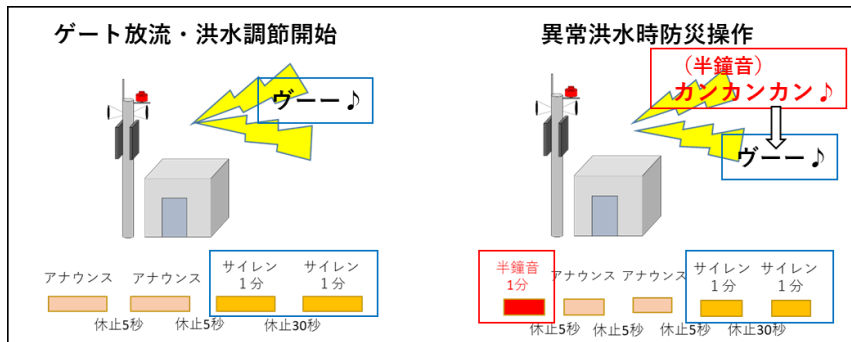 ゲート放流・洪水調節開始
ヴーー♪
アナウンス
アナウンス
サイレン
1分
サイレン
1分
休止5秒
休止5秒
休止30秒
異常洪水時防災操作
（半鐘音）
カンカンカン♪
ヴーー♪
半鐘音
1分
アナウンス
アナウンス
サイレン
1分
サイレン
1分
休止5秒
休止5秒
休止5秒
休止30秒